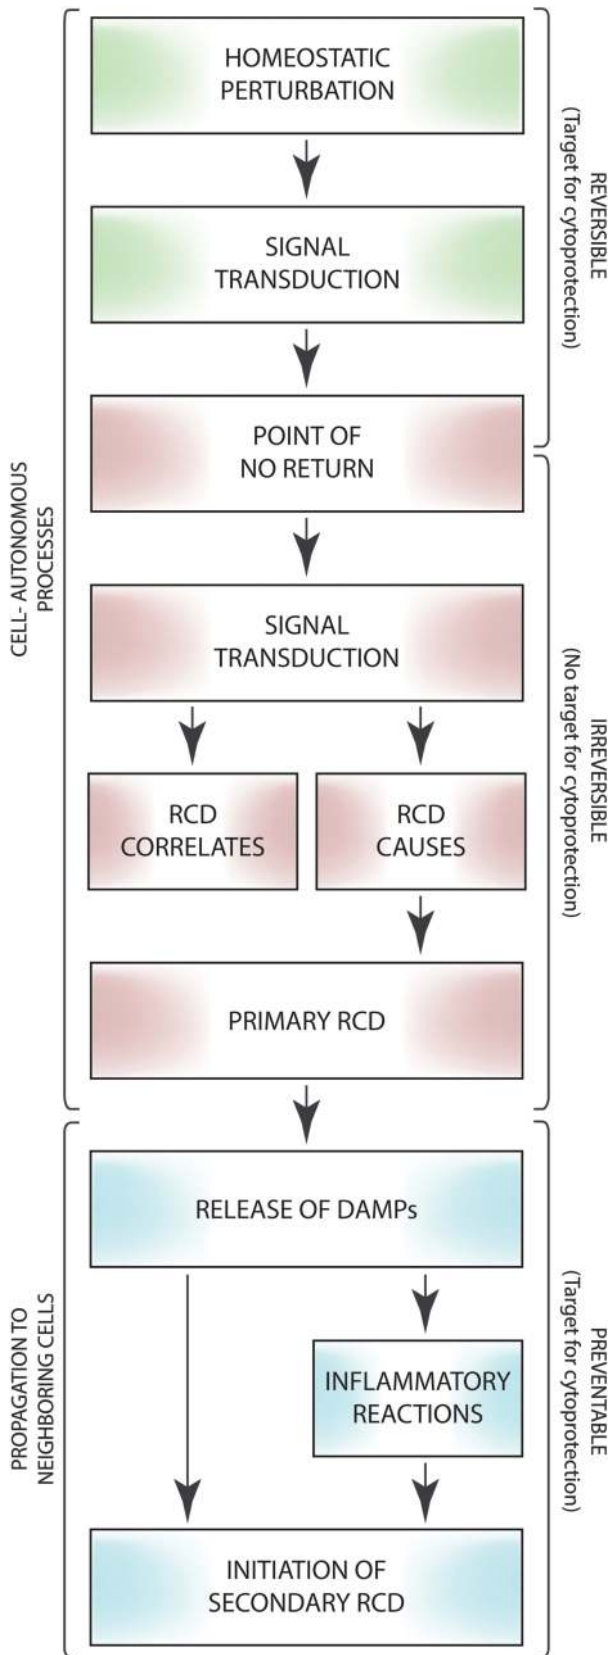 HOMEOSTATIC
PERTURBATION
SIGNAL
TRANSDUCTION
REVERSIBLE
(Target for cytoprotection)
POINT OF
NO RETURN
SIGNAL
TRANSDUCTION
CELL- AUTONOMOUS
PROCESSES
RCD
CORRELATES
RCD
CAUSES
IRREVERSIBLE
(No target for cytoprotection)
PRIMARY RCD
RELEASE OF DAMPs
INFLAMMATORY
REACTIONS
PROPAGATION TO
NEIGHBORING CELLS
PREVENTABLE
(Target for cytoprotection)
INITIATION OF
SECONDARY RCD